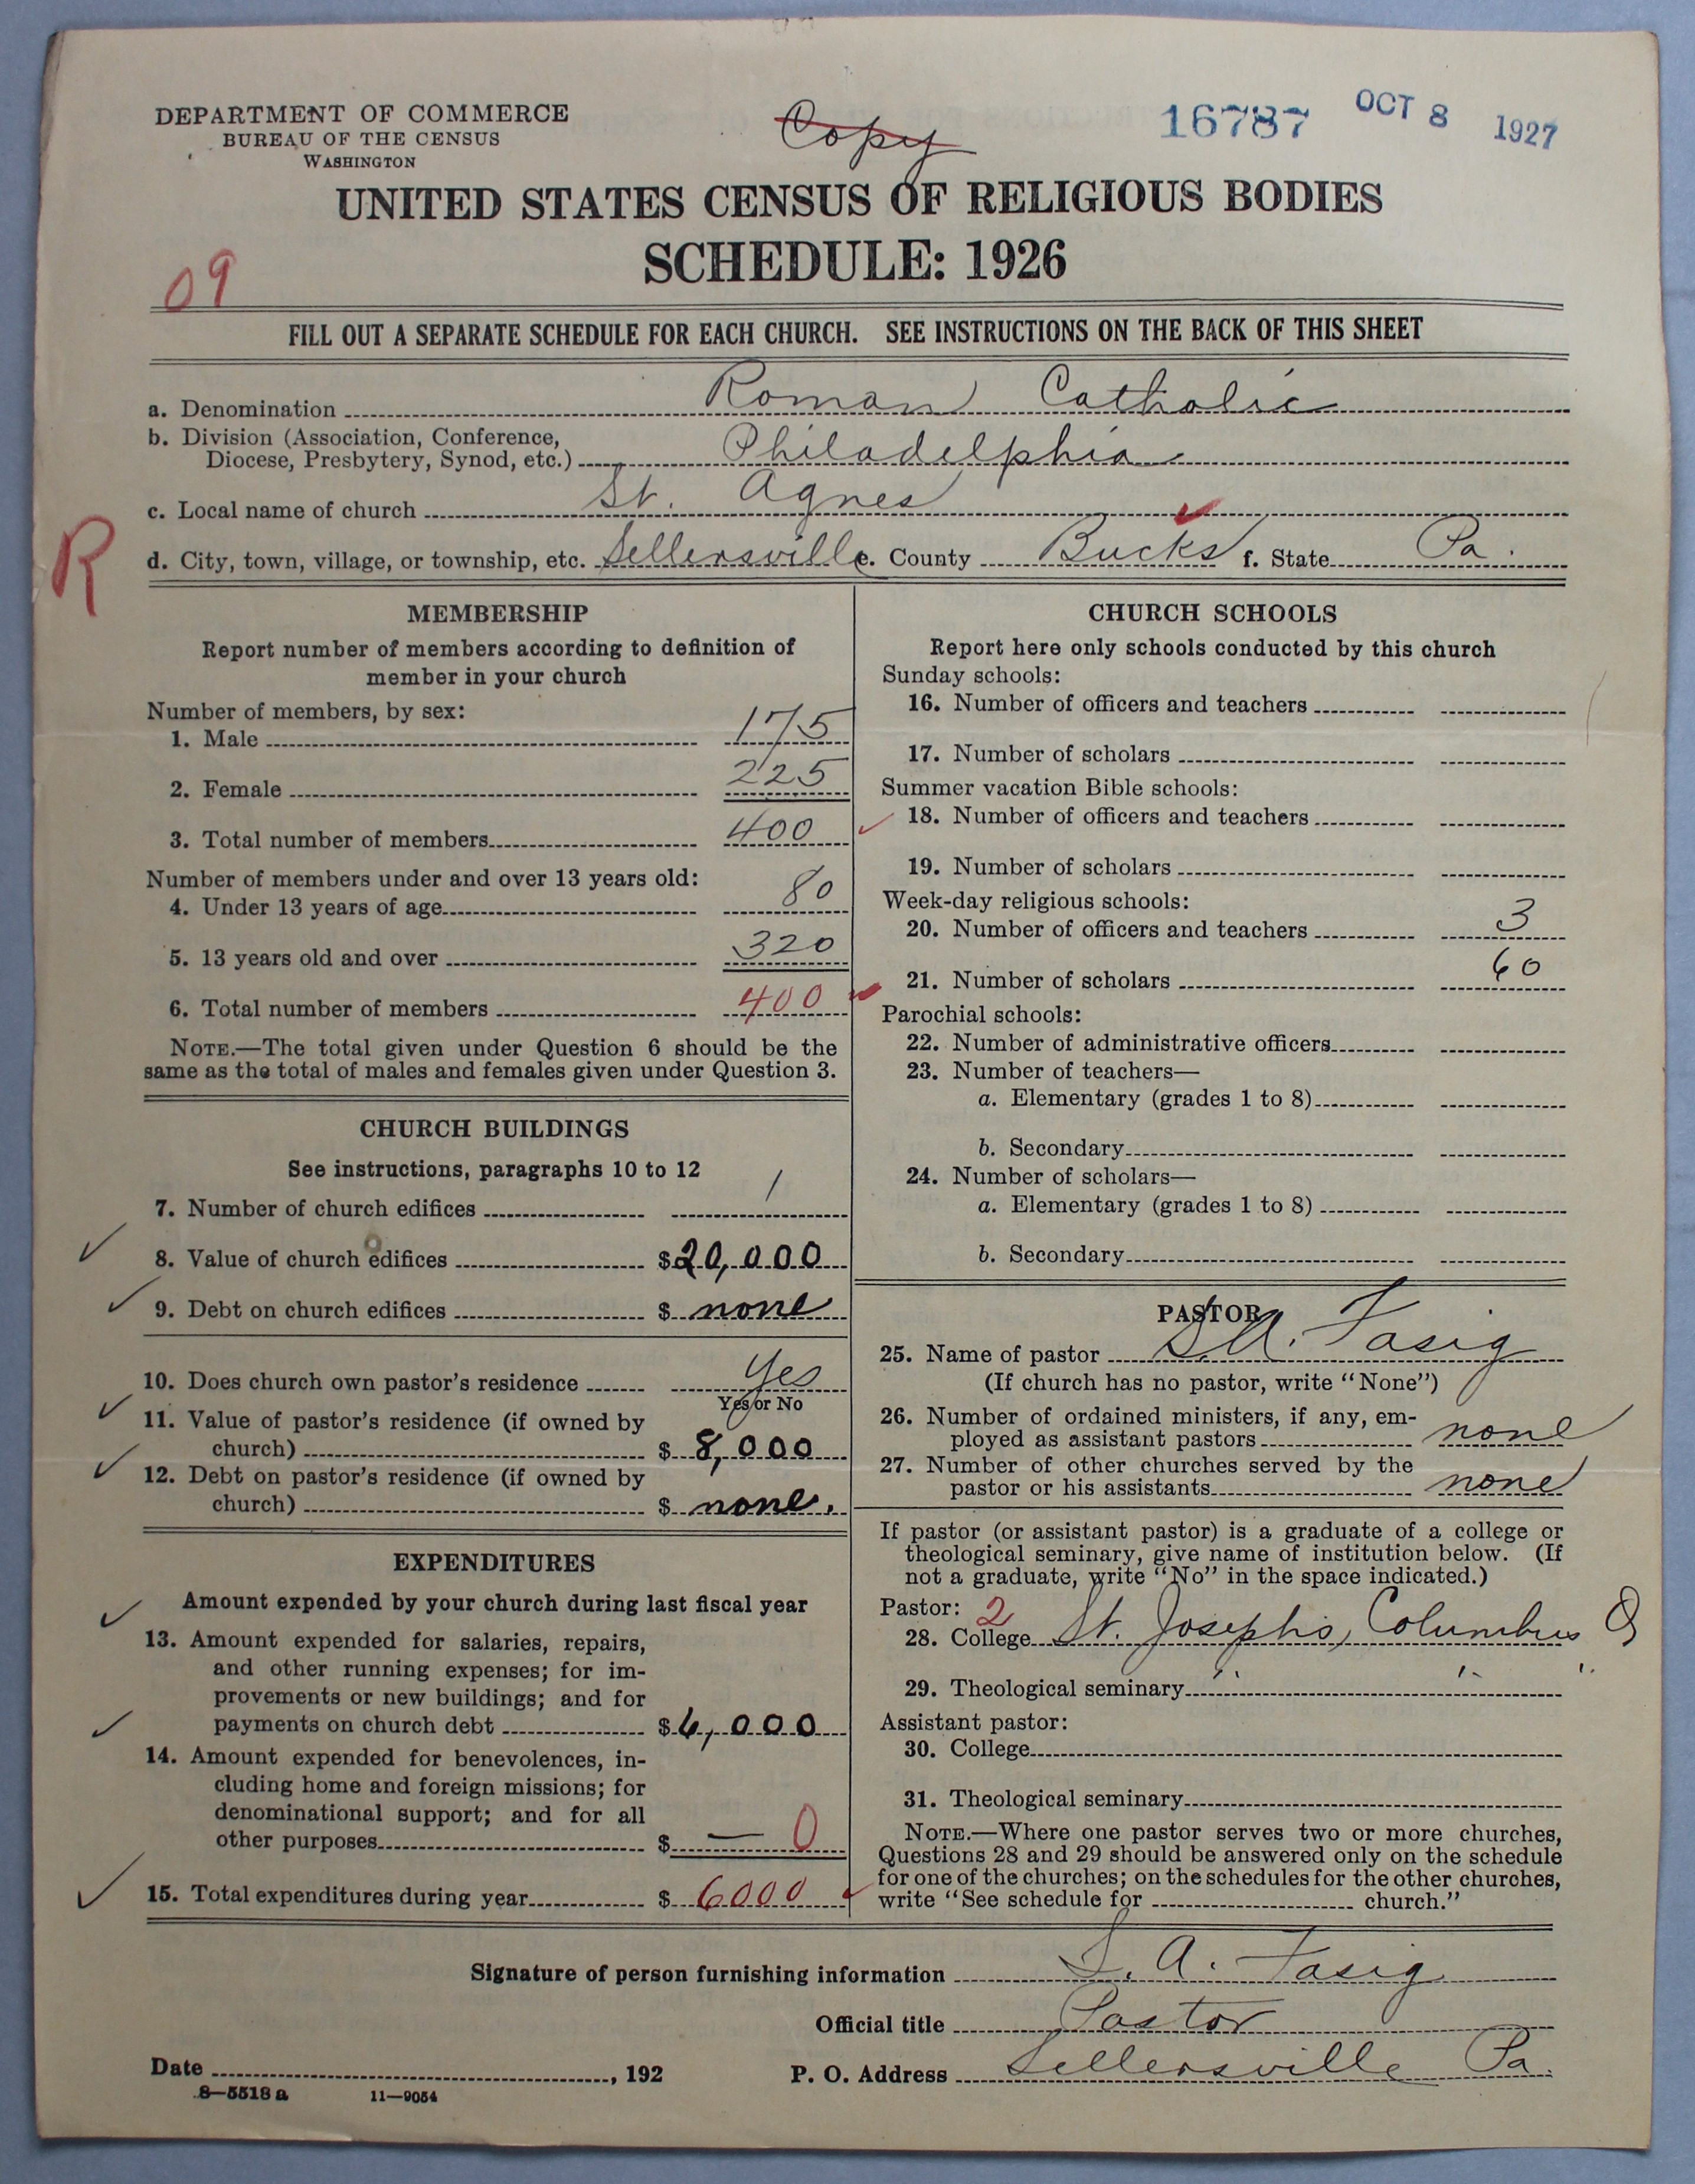 DEPARTMENT OF COMMERCE
BUREAU OF THE CENSUS
WASHINGTON
Copy
16787 OCT 8 1927
UNITED STATES CENSUS OF RELIGIOUS BODIES
SCHEDULE: 1926
09
FILL OUT A SEPARATE SCHEDULE FOR EACH CHURCH. SEE INSTRUCTIONS ON THE BACK OF THIS SHEET
a. Denomination Roman Catholic
b. Division (Association, Conference,
Diocese, Presbytery, Synod, etc.) Philadelphia
c. Local name of church St. Agnes
R
d. City, town, village, or township, etc. Sellersville e. County Bucks f. State Pa.
MEMBERSHIP
Report number of members according to definition of
member in your church
Number of members, by sex:
1. Male 175
2. Female 225
3. Total number of members 400
Number of members under and over 13 years old:
4. Under 13 years of age 80
5. 13 years old and over 320
6. Total number of members 400
NOTE.—The total given under Question 6 should be the
same as the total of males and females given under Question 3.
CHURCH BUILDINGS
See instructions, paragraphs 10 to 12
7. Number of church edifices 1
8. Value of church edifices $20,000
9. Debt on church edifices $ none
10. Does church own pastor's residence Yes
Yes or No
11. Value of pastor's residence (if owned by
church) $ 8,000
12. Debt on pastor's residence (if owned by
church) $ none.
EXPENDITURES
Amount expended by your church during last fiscal year
13. Amount expended for salaries, repairs,
and other running expenses; for im-
provements or new buildings; and for
payments on church debt $6,000
14. Amount expended for benevolences, in-
cluding home and foreign missions; for
denominational support; and for all
other purposes $ — 0
15. Total expenditures during year $ 6000
CHURCH SCHOOLS
Report here only schools conducted by this church
Sunday schools:
16. Number of officers and teachers
17. Number of scholars
Summer vacation Bible schools:
18. Number of officers and teachers
19. Number of scholars
Week-day religious schools:
20. Number of officers and teachers 3
21. Number of scholars 60
Parochial schools:
22. Number of administrative officers
23. Number of teachers—
a. Elementary (grades 1 to 8)
b. Secondary
24. Number of scholars—
a. Elementary (grades 1 to 8)
b. Secondary
PASTOR
25. Name of pastor S. A. Fasig
(If church has no pastor, write "None")
26. Number of ordained ministers, if any, em-
ployed as assistant pastors none
27. Number of other churches served by the
pastor or his assistants none
If pastor (or assistant pastor) is a graduate of a college or
theological seminary, give name of institution below. (If
not a graduate, write "No" in the space indicated.)
Pastor: 2
28. College St. Josephs, Columbus O
29. Theological seminary " " "
Assistant pastor:
30. College
31. Theological seminary
NOTE.—Where one pastor serves two or more churches,
Questions 28 and 29 should be answered only on the schedule
for one of the churches; on the schedules for the other churches,
write "See schedule for church."
Signature of person furnishing information S. A. Fasig
Official title Pastor
Date , 192 P. O. Address Sellersville Pa.
8—5518 a 11—9054